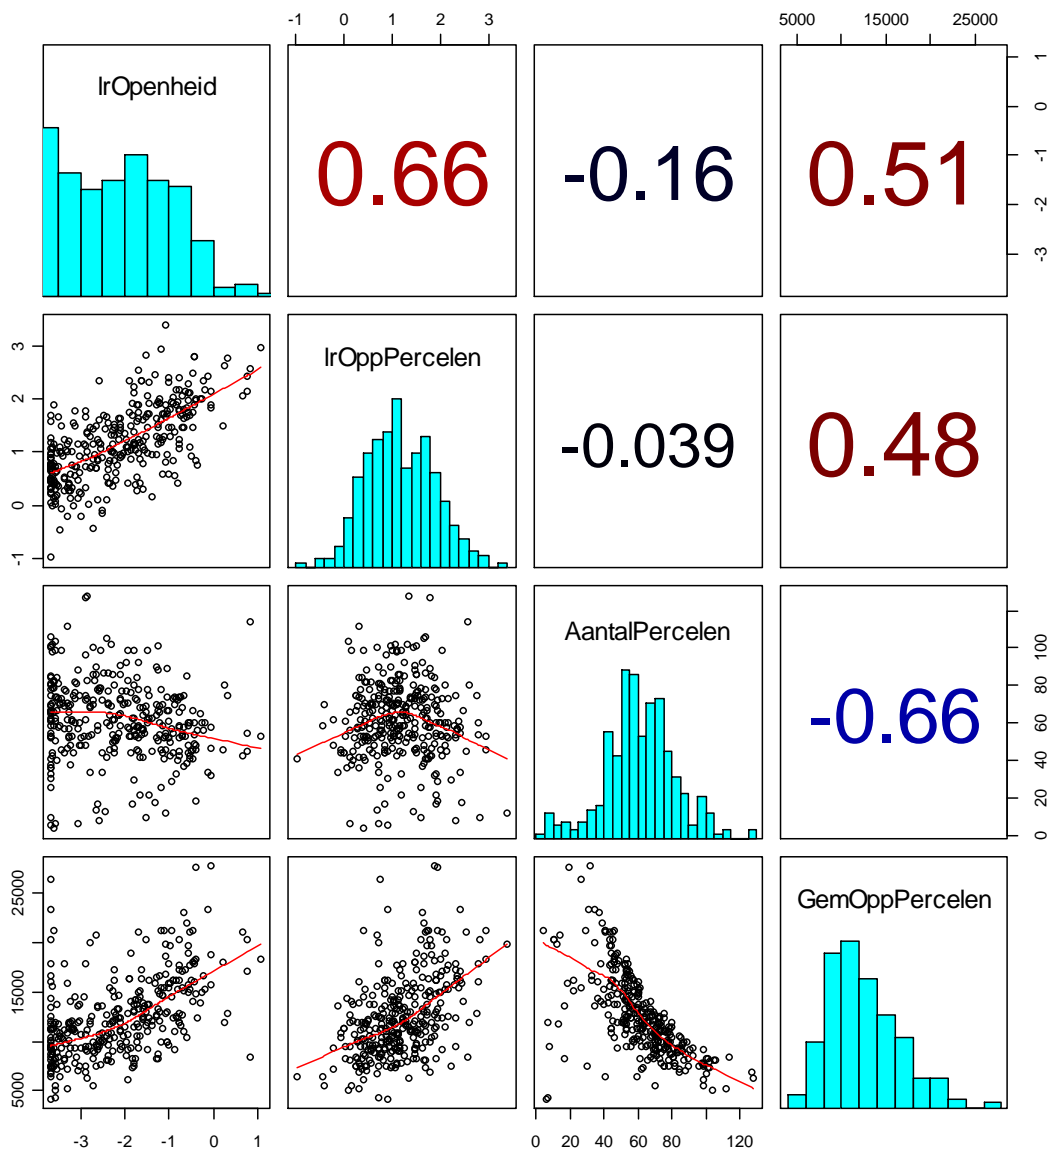 -1 0 1 2 3 5000 15000 25000
lrOpenheid
0.66
-0.16
0.51
1 0 -1 -2 -3
3 2 1 0 -1
lrOppPercelen
-0.039
0.48
AantalPercelen
-0.66
100 80 60 40 20 0
25000 15000 5000
GemOppPercelen
-3 -2 -1 0 1 0 20 40 60 80 120